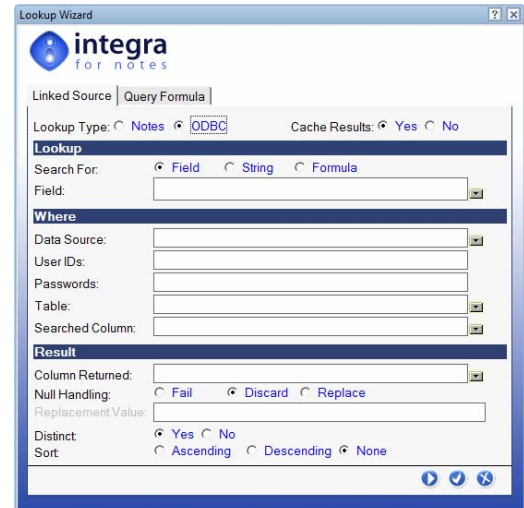 Lookup Wizard
integra
for notes
Linked Source Query Formula
Lookup Type: Notes ODBC Cache Results: Yes No
Lookup
Search For: Field String Formula
Field:
Where
Data Source:
User IDs:
Passwords:
Table:
Searched Column:
Result
Column Returned:
Null Handling: Fail Discard Replace
Replacement Value:
Distinct: Yes No
Sort: Ascending Descending None